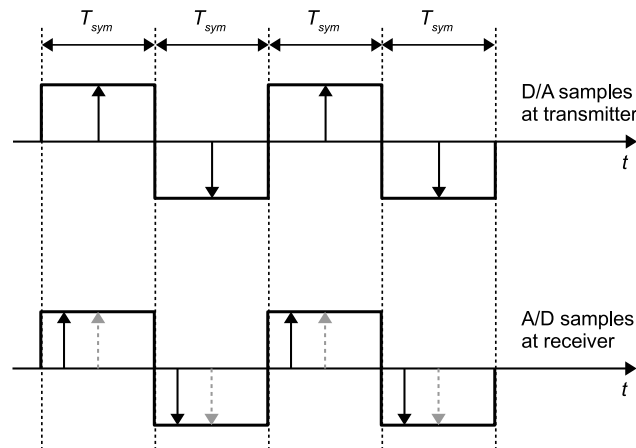 T_sym T_sym T_sym T_sym
D/A samples
at transmitter
t
A/D samples
at receiver
t